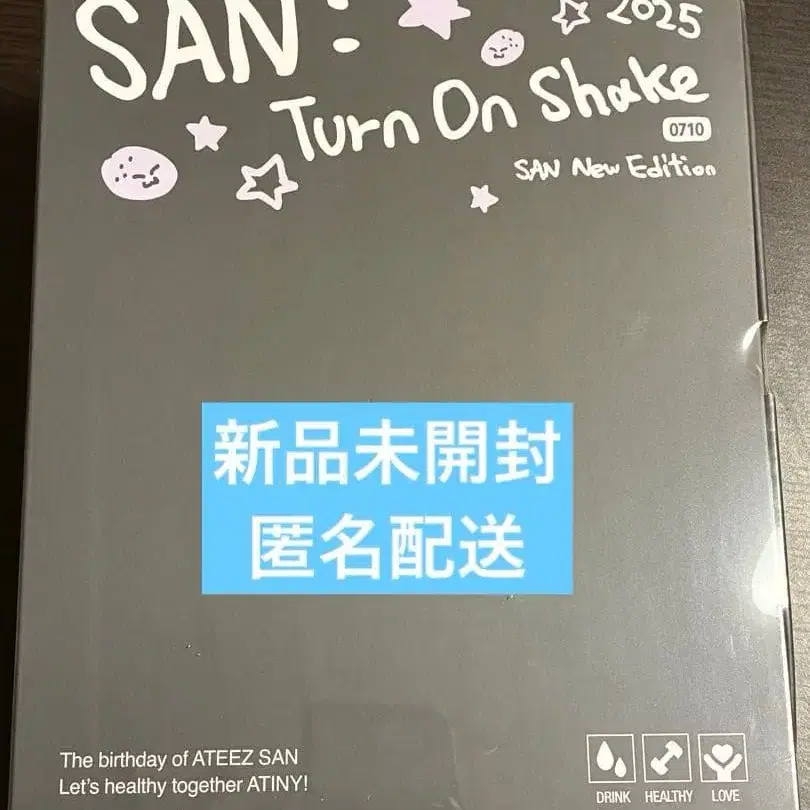 SAN:
2025
Turn On Shake
0710
SAN New Edition
新品未開封
匿名配送
The birthday of ATEEZ SAN
Let's healthy together ATINY!
DRINK HEALTHY LOVE